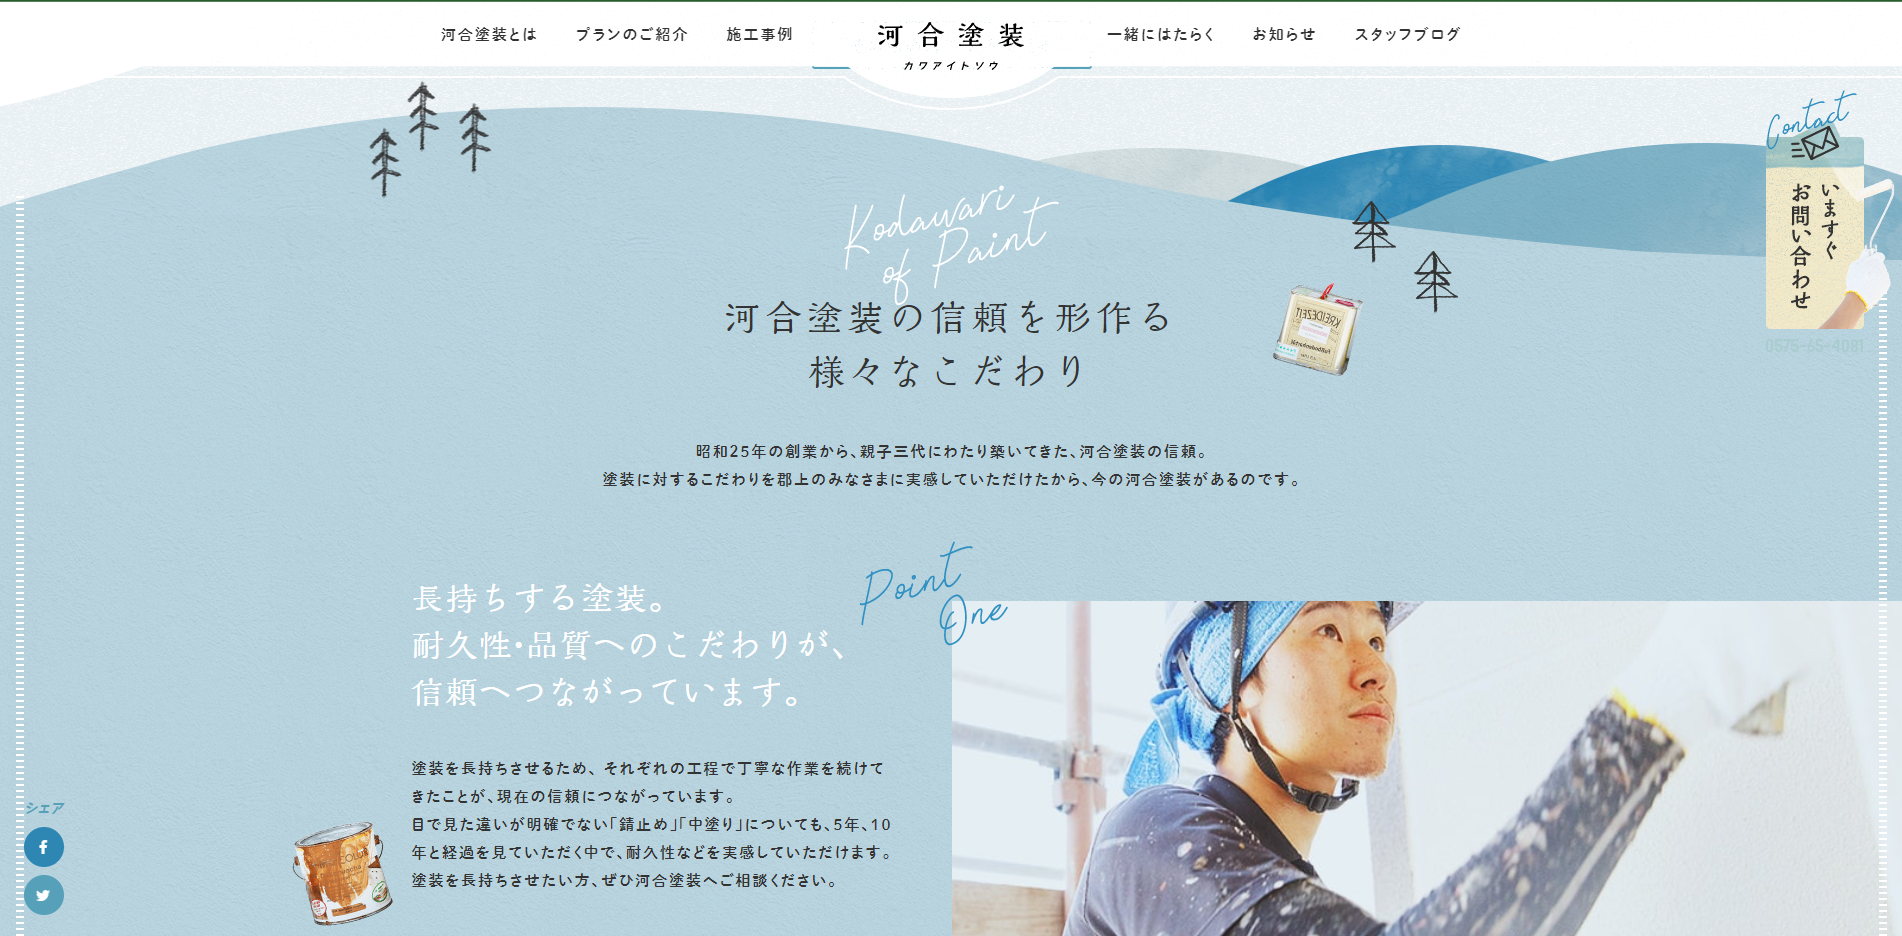 河合塗装とは
プランのご紹介
施工事例
河合塗装
カワアイトソウ
一緒にはたらく
お知らせ
スタッフブログ
Contact
いますぐ
お問い合わせ
0575-65-4081
Kodawari
of Paint
河合塗装の信頼を形作る
様々なこだわり
KREIDEZEIT
昭和25年の創業から、親子三代にわたり築いてきた、河合塗装の信頼。
塗装に対するこだわりを郡上のみなさまに実感していただけたから、今の河合塗装があるのです。
Point
One
長持ちする塗装。
耐久性・品質へのこだわりが、
信頼へつながっています。
塗装を長持ちさせるため、それぞれの工程で丁寧な作業を続けて
きたことが、現在の信頼につながっています。
目で見た違いが明確でない「錆止め」「中塗り」についても、5年、10
年と経過を見ていただく中で、耐久性などを実感していただけます。
塗装を長持ちさせたい方、ぜひ河合塗装へご相談ください。
シェア